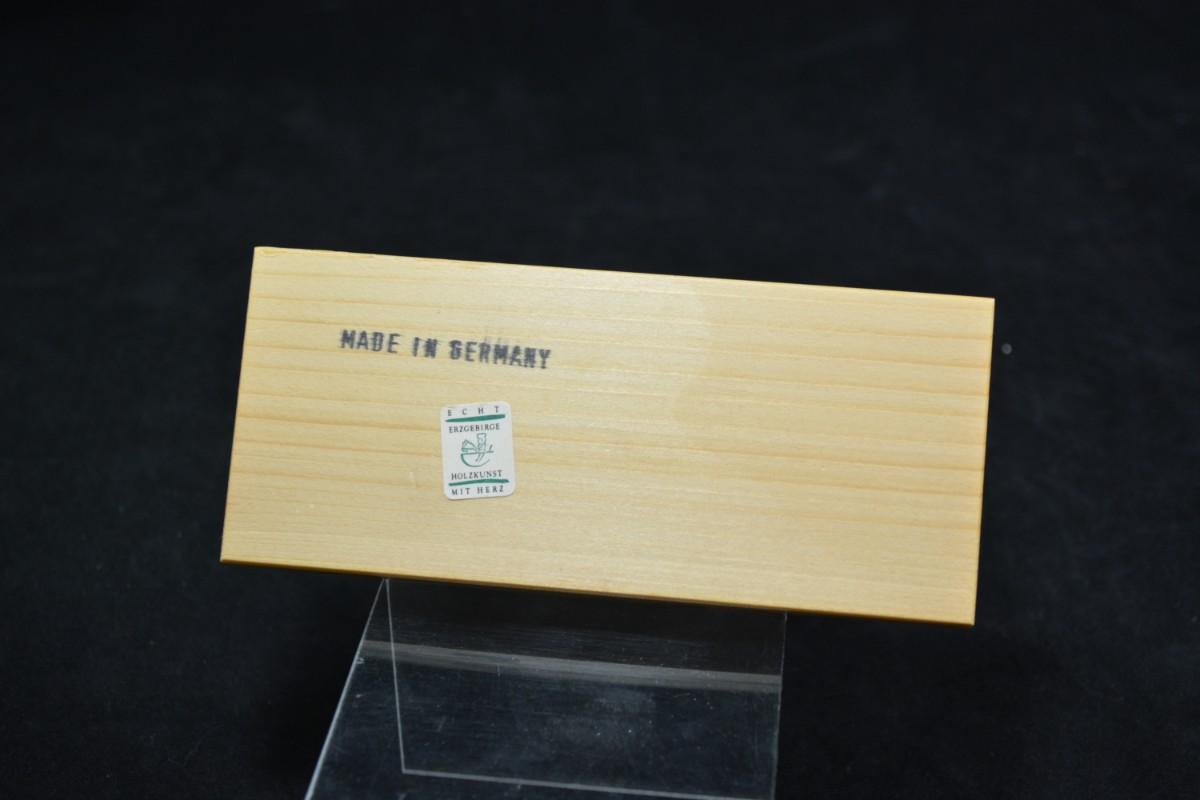 MADE IN GERMANY
ECHT
ERZGEBIRGE
HOLZKUNST
MIT HERZ